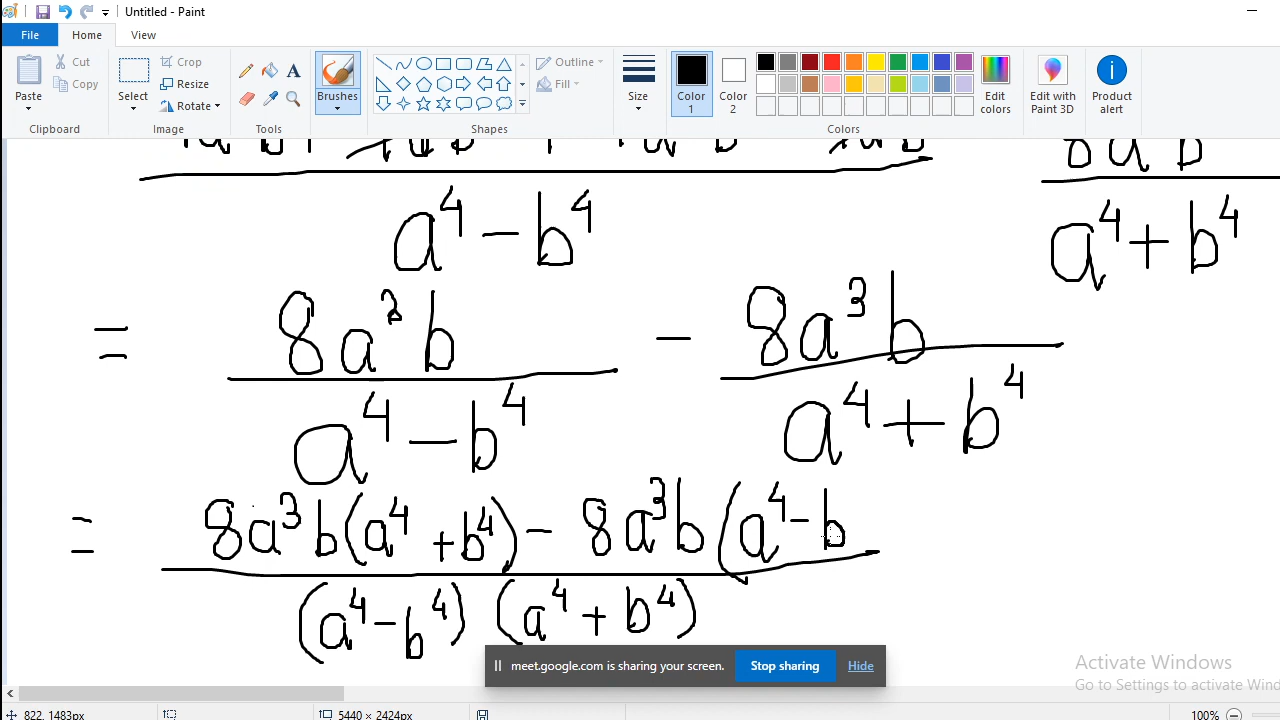 Untitled - Paint
File Home View
Paste Cut Copy Select Crop Resize Rotate A Brushes Size Color 1 Color 2 Outline Fill Edit colors Edit with Paint 3D Product alert
Clipboard Image Tools Shapes Colors
a⁴ - b⁴
a⁴ + b⁴
= 8a²b / a⁴ - b⁴ - 8a³b / a⁴ + b⁴
= 8a³b(a⁴ + b⁴) - 8a³b(a⁴ - b
(a⁴ - b⁴) (a⁴ + b⁴)
meet.google.com is sharing your screen. Stop sharing Hide
Activate Windows
Go to Settings to activate Wind
822, 1483px 5440 × 2424px 100%